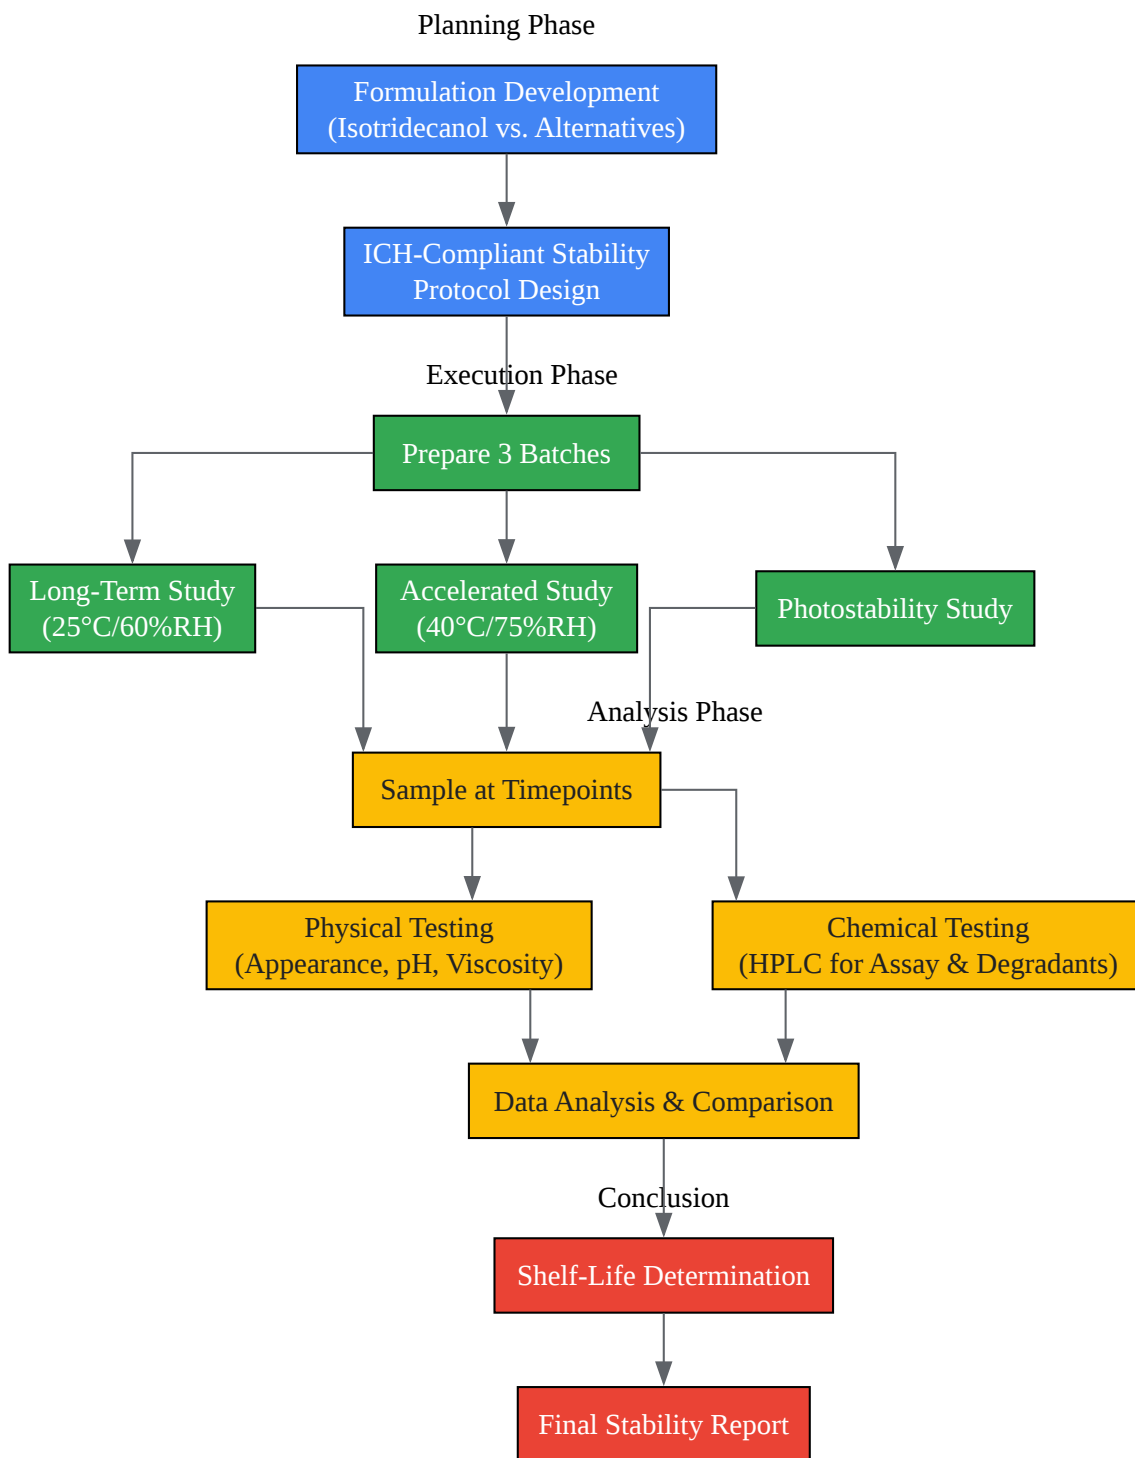 Planning Phase
Formulation Development
(Isotridecanol vs. Alternatives)
ICH-Compliant Stability
Protocol Design
Execution Phase
Prepare 3 Batches
Long-Term Study
(25°C/60%RH)
Accelerated Study
(40°C/75%RH)
Photostability Study
Analysis Phase
Sample at Timepoints
Physical Testing
(Appearance, pH, Viscosity)
Chemical Testing
(HPLC for Assay & Degradants)
Data Analysis & Comparison
Conclusion
Shelf-Life Determination
Final Stability Report